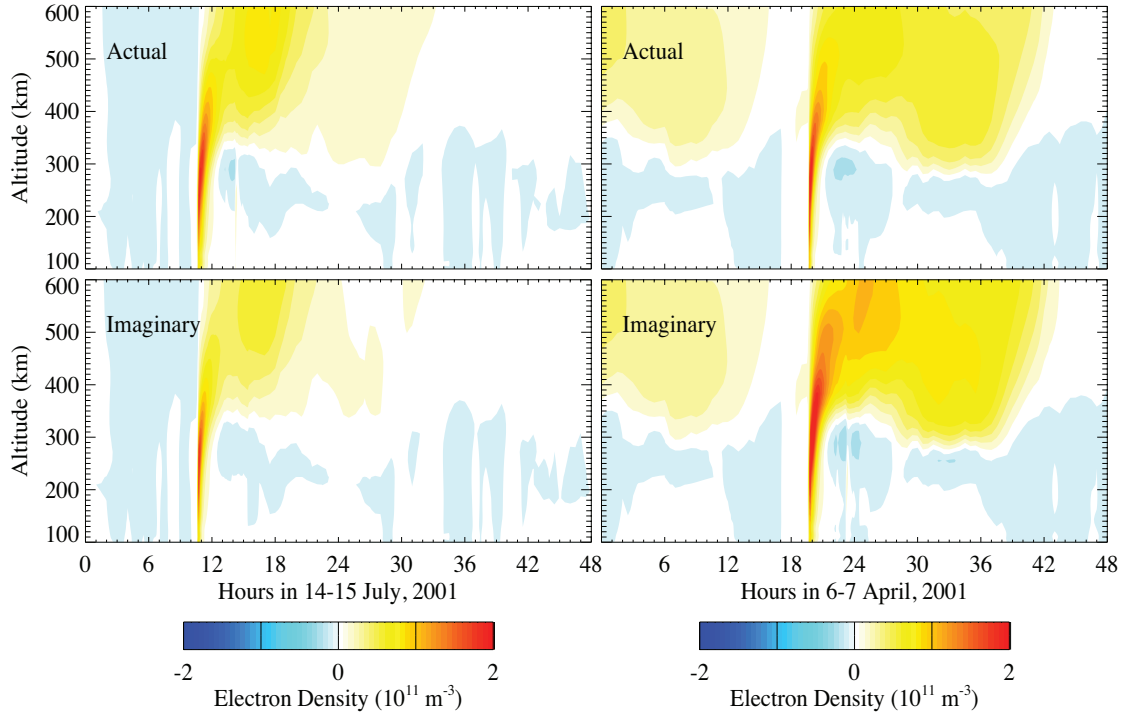 600
500
400
300
200
100
Altitude (km)
Actual
Actual
600
500
400
300
200
100
Altitude (km)
Imaginary
Imaginary
0 6 12 18 24 30 36 42 48
6 12 18 24 30 36 42 48
Hours in 14-15 July, 2001
Hours in 6-7 April, 2001
-2 0 2
-2 0 2
Electron Density (10¹¹ m⁻³)
Electron Density (10¹¹ m⁻³)